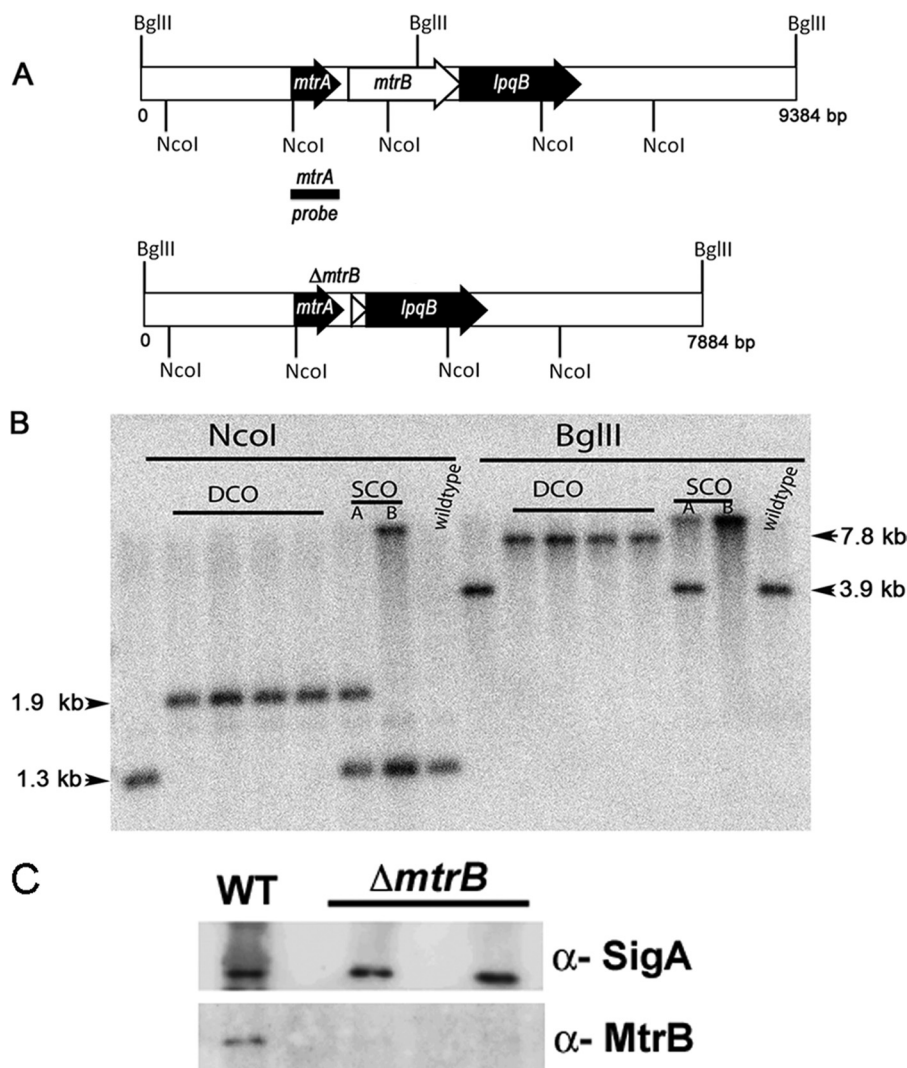 A
BglII BglII BglII
mtrA mtrB lpqB
0 9384 bp
NcoI NcoI NcoI NcoI NcoI
mtrA
probe
BglII BglII
ΔmtrB
mtrA lpqB
0 7884 bp
NcoI NcoI NcoI NcoI
B
NcoI BglII
DCO SCO wildtype DCO SCO wildtype
A B A B
7.8 kb
3.9 kb
1.9 kb
1.3 kb
C
WT ΔmtrB
α- SigA
α- MtrB